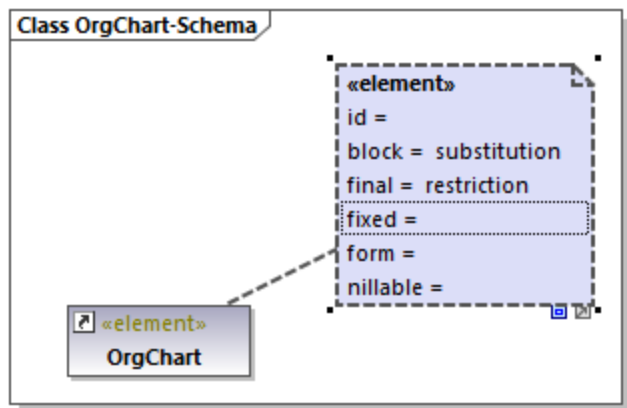 Class OrgChart-Schema
«element»
id =
block = substitution
final = restriction
fixed =
form =
nillable =
«element»
OrgChart